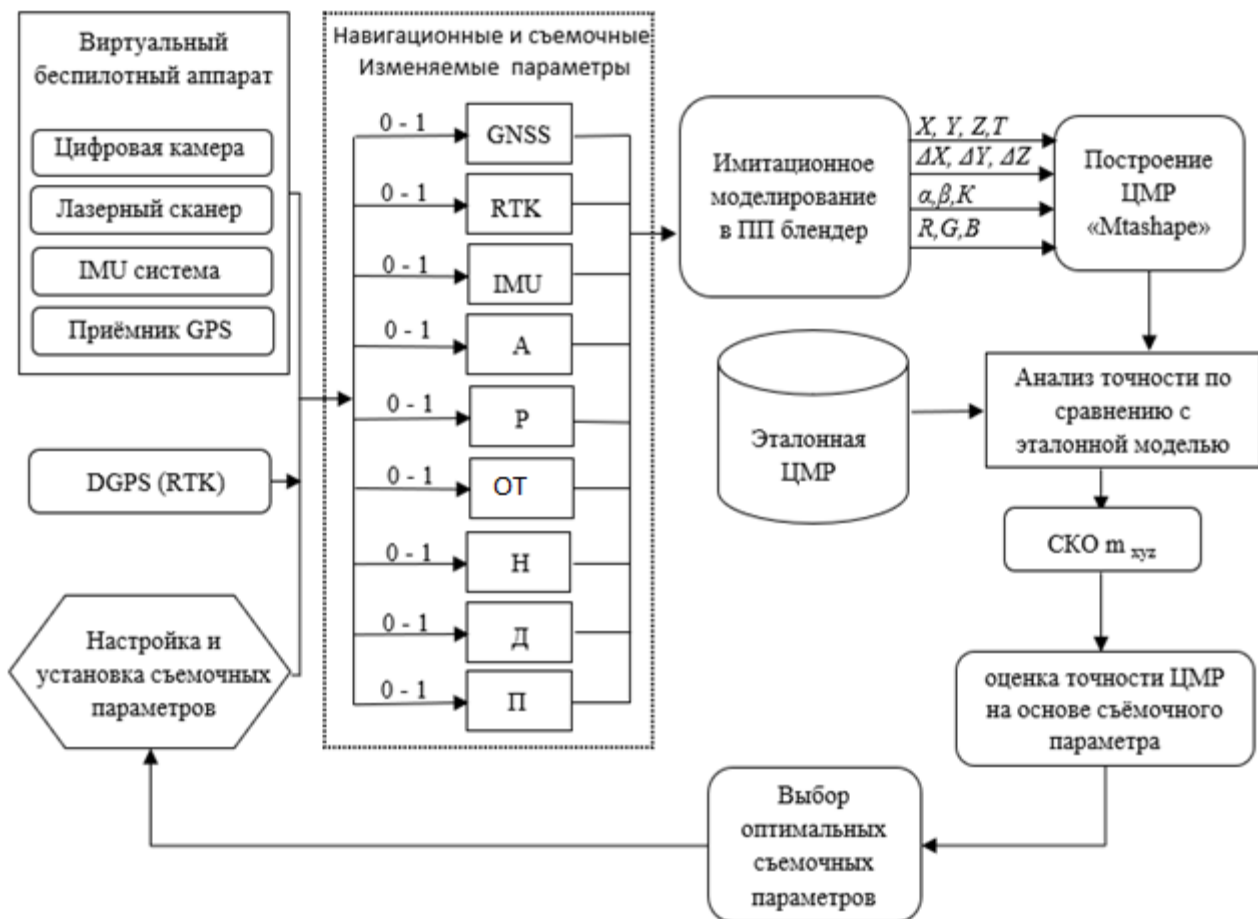 Виртуальный
беспилотный аппарат
Цифровая камера
Лазерный сканер
IMU система
Приёмник GPS
DGPS (RTK)
Настройка и
установка съемочных
параметров
Навигационные и съемочные
Изменяемые параметры
0 - 1
GNSS
0 - 1
RTK
0 - 1
IMU
0 - 1
А
0 - 1
Р
0 - 1
ОТ
0 - 1
Н
0 - 1
Д
0 - 1
П
Имитационное
моделирование
в ПП блендер
X, Y, Z,T
ΔX, ΔY, ΔZ
α,β,K
R,G,B
Построение
ЦМР
«Mtashape»
Эталонная
ЦМР
Анализ точности по
сравнению с
эталонной моделью
СКО m xyz
оценка точности ЦМР
на основе съёмочного
параметра
Выбор
оптимальных
съемочных
параметров